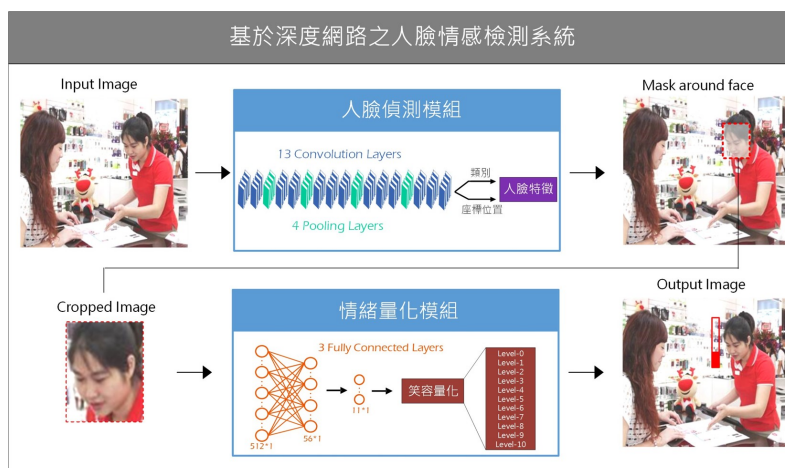 基於深度網路之人臉情感檢測系統
Input Image
人臉偵測模組
Mask around face
13 Convolution Layers
類別
人臉特徵
座標位置
4 Pooling Layers
Cropped Image
情緒量化模組
Output Image
3 Fully Connected Layers
Level-0
Level-1
Level-2
Level-3
Level-4
Level-5
Level-6
Level-7
Level-8
Level-9
Level-10
笑容量化
11*1
56*1
512*1